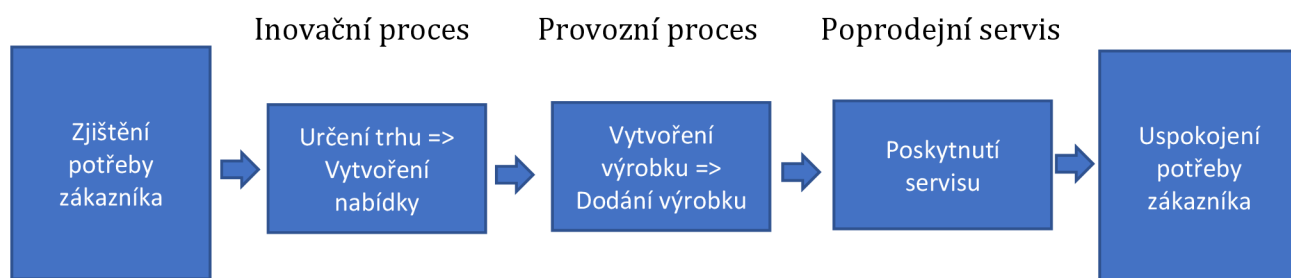 Inovační proces
Provozní proces
Poprodejní servis
Zjištění
potřeby
zákazníka
Určení trhu =>
Vytvoření
nabídky
Vytvoření
výrobku =>
Dodání výrobku
Poskytnutí
servisu
Uspokojení
potřeby
zákazníka